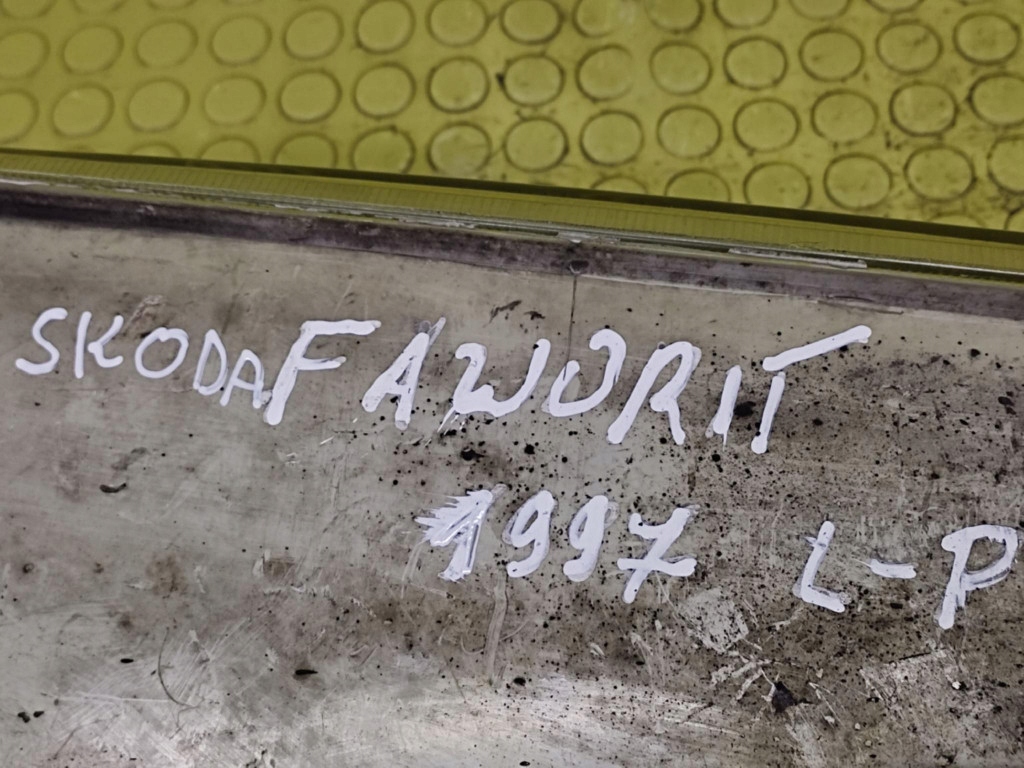 SKODA FAWORIT
1997 L-P